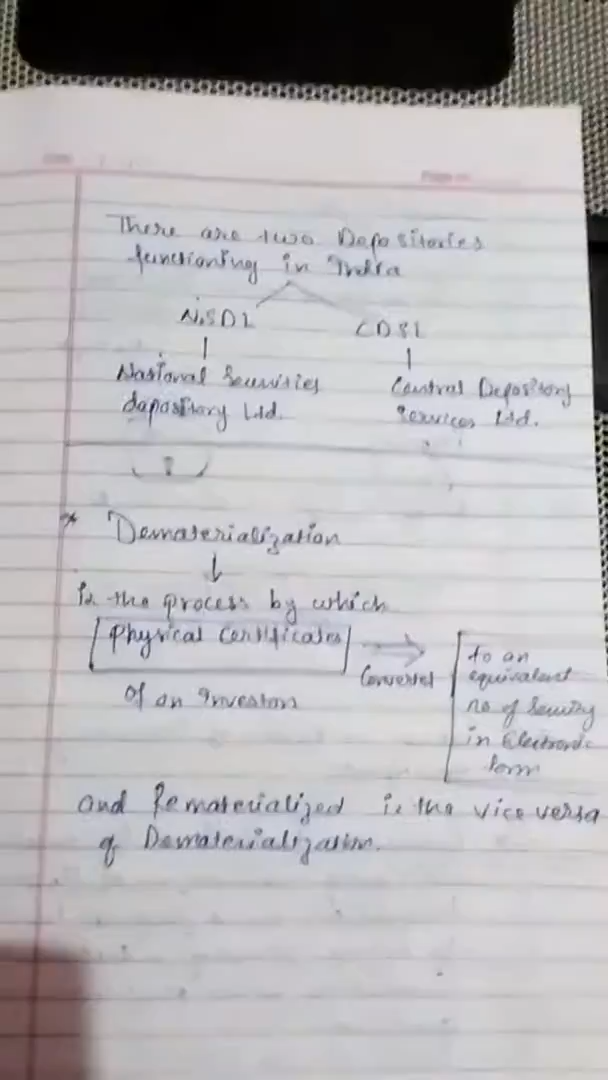 There are two Depositories
functioning in India
NSDL
CDSL
National Securities
depository Ltd.
Central Depository
Services Ltd.
* Dematerialization
is the process by which
Physical Certificates
Converted
to an
equivalent
no of Security
in Electronic
form
of an Investors
and Rematerialized is the vice versa
of Dematerialization.